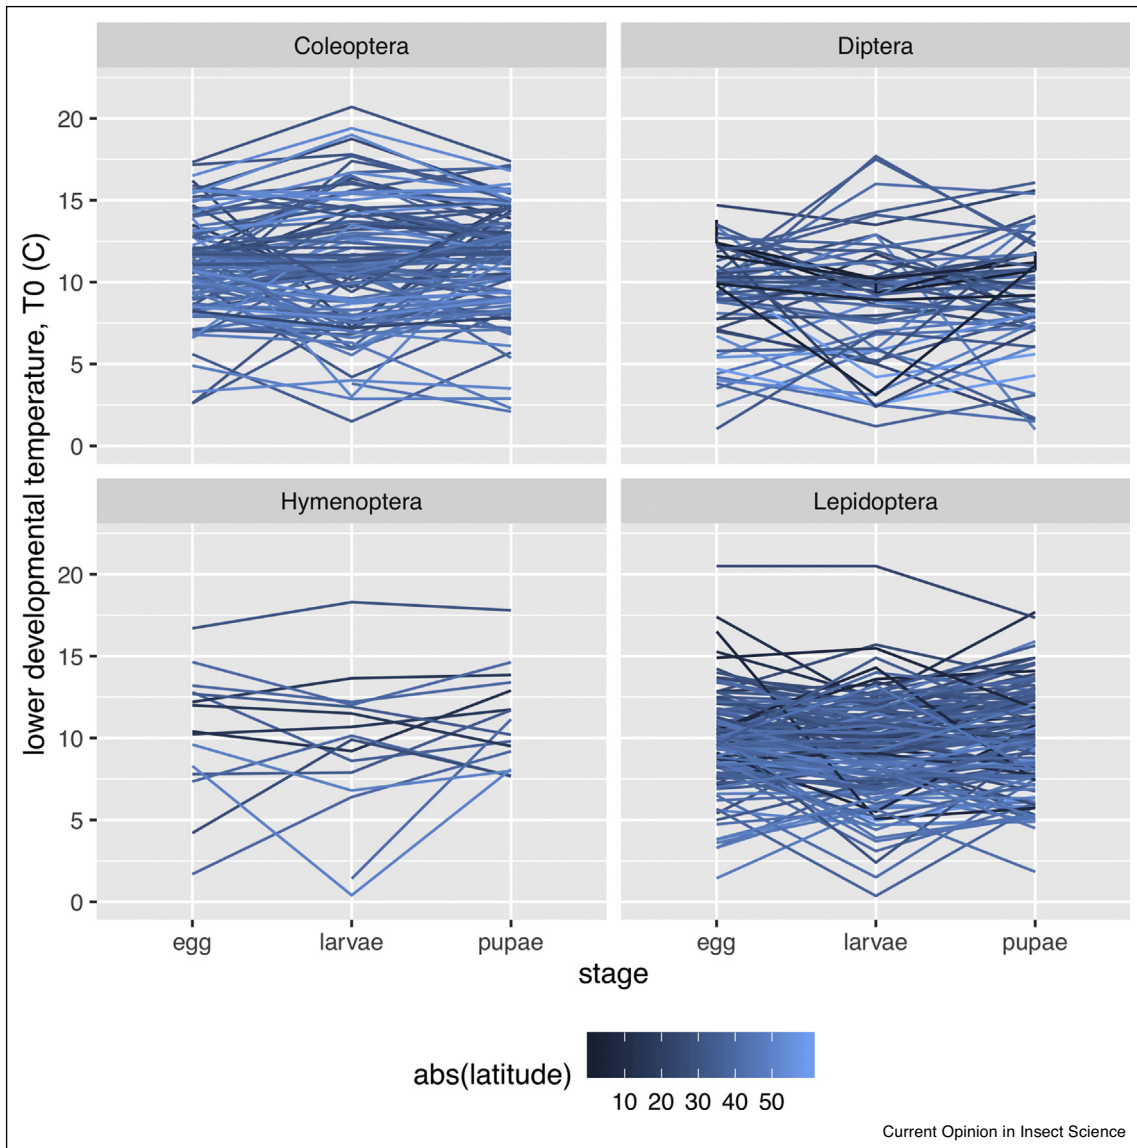 Coleoptera
Diptera
20
15
10
5
0
Hymenoptera
Lepidoptera
20
15
10
5
0
lower developmental temperature, T0 (C)
egg
larvae
pupae
egg
larvae
pupae
stage
abs(latitude)
10 20 30 40 50
Current Opinion in Insect Science